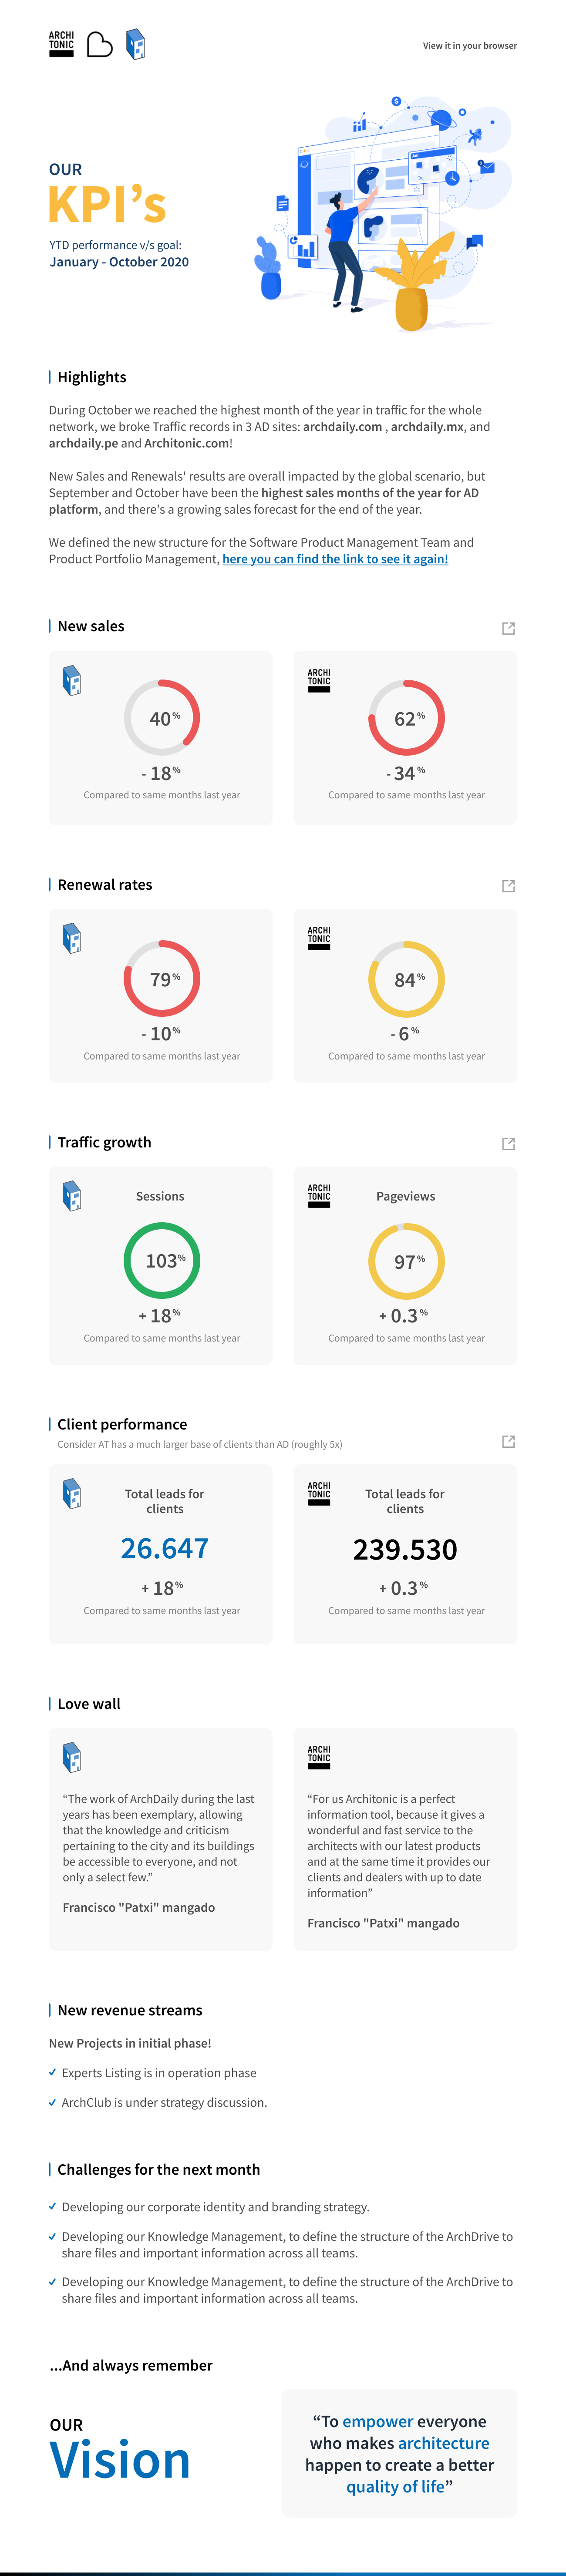 ARCHI
TONIC
View it in your browser
OUR
KPI’s
YTD performance v/s goal:
January - October 2020
Highlights
During October we reached the highest month of the year in traffic for the whole
network, we broke Traffic records in 3 AD sites: archdaily.com , archdaily.mx, and
archdaily.pe and Architonic.com!
New Sales and Renewals' results are overall impacted by the global scenario, but
September and October have been the highest sales months of the year for AD
platform, and there's a growing sales forecast for the end of the year.
We defined the new structure for the Software Product Management Team and
Product Portfolio Management, here you can find the link to see it again!
New sales
40%
- 18%
Compared to same months last year
ARCHI
TONIC
62%
- 34%
Compared to same months last year
Renewal rates
79%
- 10%
Compared to same months last year
ARCHI
TONIC
84%
- 6%
Compared to same months last year
Traffic growth
Sessions
103%
+ 18%
Compared to same months last year
ARCHI
TONIC
Pageviews
97%
+ 0.3%
Compared to same months last year
Client performance
Consider AT has a much larger base of clients than AD (roughly 5x)
Total leads for
clients
26.647
+ 18%
Compared to same months last year
ARCHI
TONIC
Total leads for
clients
239.530
+ 0.3%
Compared to same months last year
Love wall
“The work of ArchDaily during the last
years has been exemplary, allowing
that the knowledge and criticism
pertaining to the city and its buildings
be accessible to everyone, and not
only a select few.”
Francisco "Patxi" mangado
ARCHI
TONIC
“For us Architonic is a perfect
information tool, because it gives a
wonderful and fast service to the
architects with our latest products
and at the same time it provides our
clients and dealers with up to date
information”
Francisco "Patxi" mangado
New revenue streams
New Projects in initial phase!
Experts Listing is in operation phase
ArchClub is under strategy discussion.
Challenges for the next month
Developing our corporate identity and branding strategy.
Developing our Knowledge Management, to define the structure of the ArchDrive to
share files and important information across all teams.
Developing our Knowledge Management, to define the structure of the ArchDrive to
share files and important information across all teams.
...And always remember
OUR
Vision
“To empower everyone
who makes architecture
happen to create a better
quality of life”